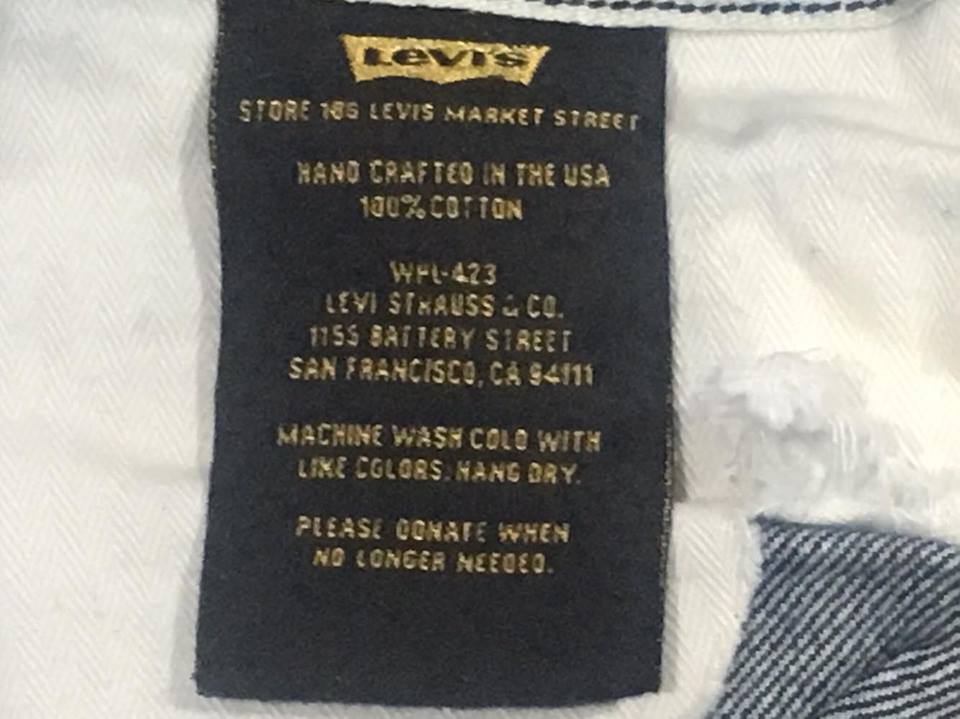 Levi's
STORE 186 LEVIS MARKET STREET
HAND CRAFTED IN THE USA
100% COTTON
WPL-423
LEVI STRAUSS & CO.
1155 BATTERY STREET
SAN FRANCISCO, CA 94111
MACHINE WASH COLD WITH
LIKE COLORS. HANG DRY.
PLEASE DONATE WHEN
NO LONGER NEEDED.